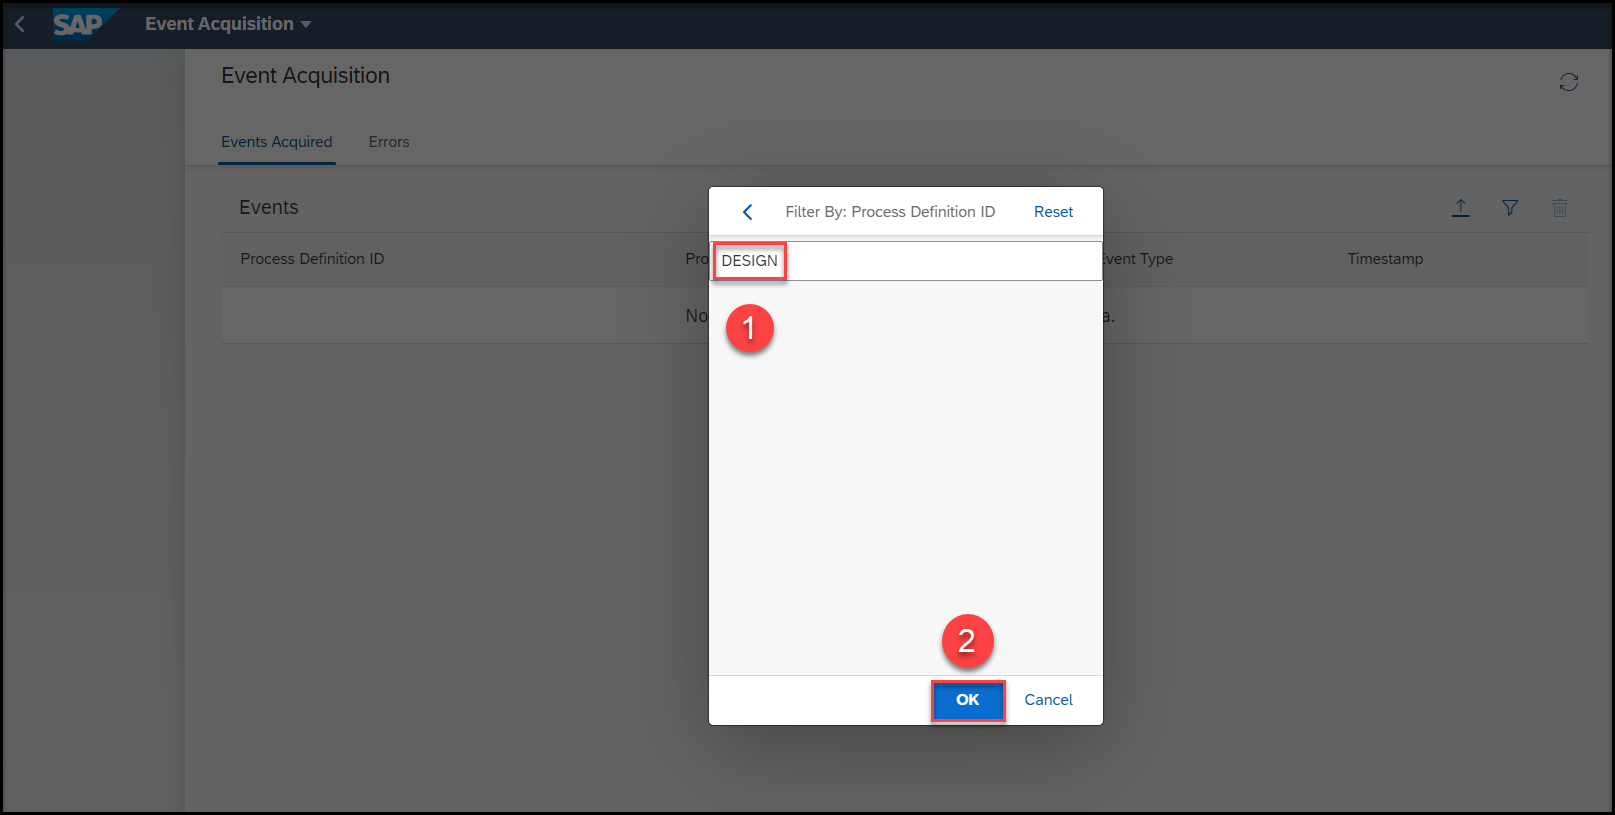 SAP Event Acquisition
Event Acquisition
Events Acquired Errors
Events
Process Definition ID Pro vent Type Timestamp
No a.
Filter By: Process Definition ID Reset
DESIGN
1
2
OK Cancel